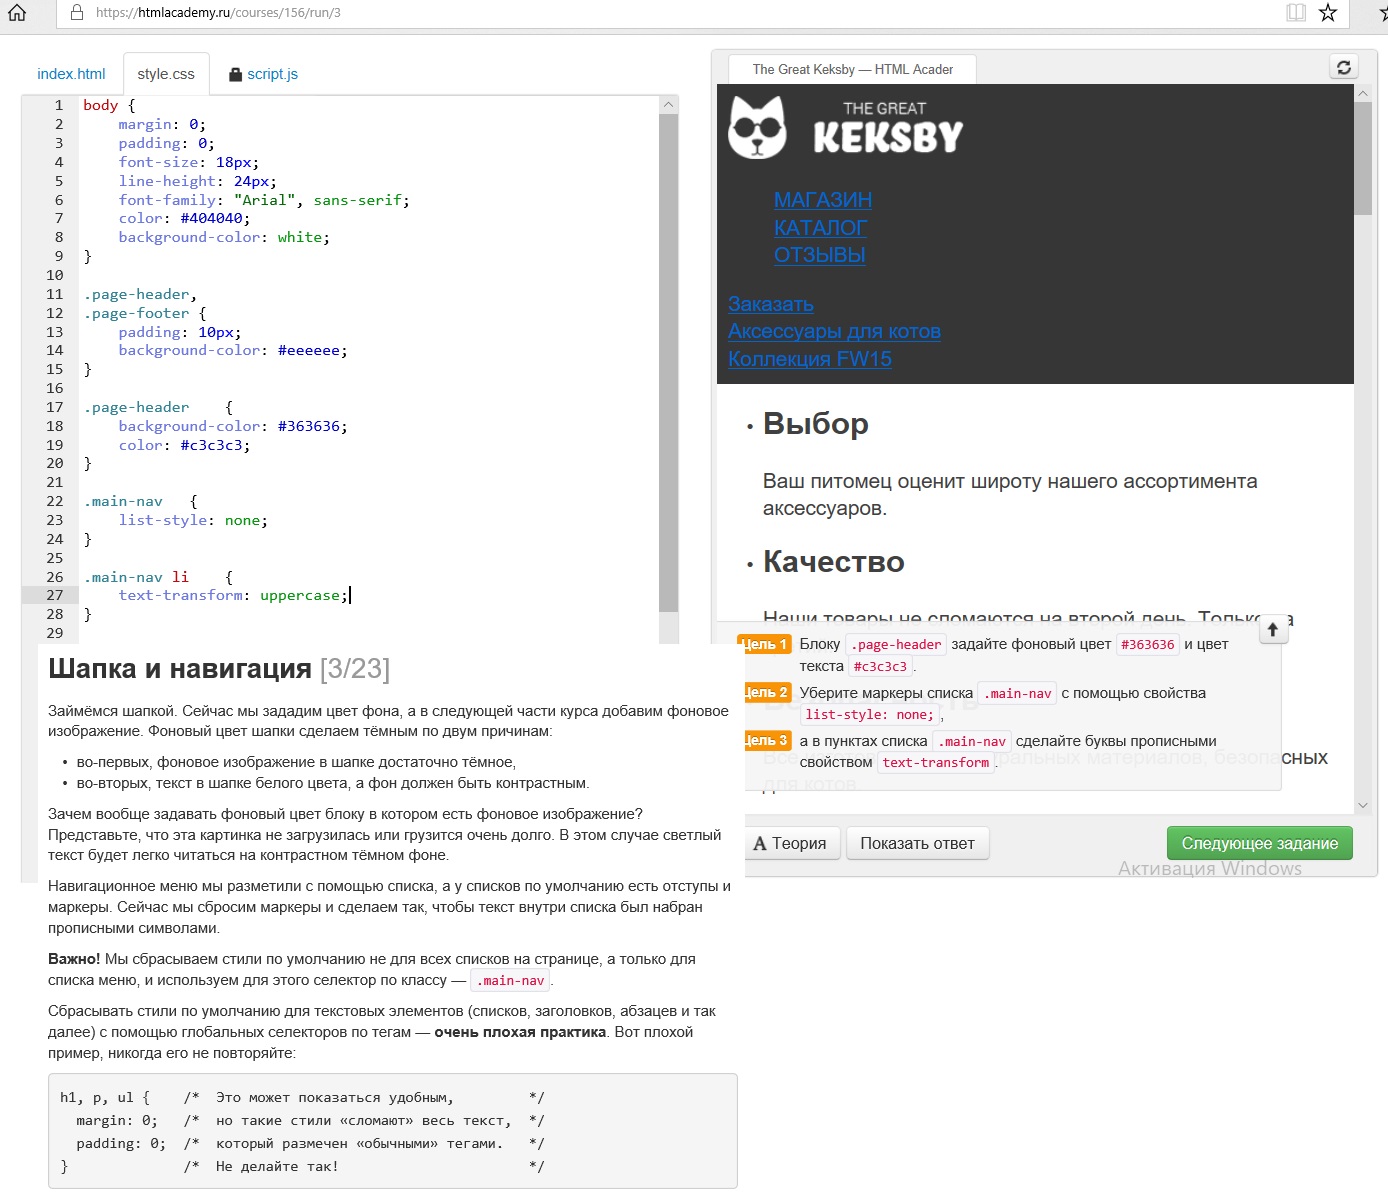 https://htmlacademy.ru/courses/156/run/3
index.html style.css script.js
1 body {
2 margin: 0;
3 padding: 0;
4 font-size: 18px;
5 line-height: 24px;
6 font-family: "Arial", sans-serif;
7 color: #404040;
8 background-color: white;
9 }
10
11 .page-header,
12 .page-footer {
13 padding: 10px;
14 background-color: #eeeeee;
15 }
16
17 .page-header {
18 background-color: #363636;
19 color: #c3c3c3;
20 }
21
22 .main-nav {
23 list-style: none;
24 }
25
26 .main-nav li {
27 text-transform: uppercase;
28 }
29
Шапка и навигация [3/23]
Займёмся шапкой. Сейчас мы зададим цвет фона, а в следующей части курса добавим фоновое
изображение. Фоновый цвет шапки сделаем тёмным по двум причинам:
• во-первых, фоновое изображение в шапке достаточно тёмное,
• во-вторых, текст в шапке белого цвета, а фон должен быть контрастным.
Зачем вообще задавать фоновый цвет блоку в котором есть фоновое изображение?
Представьте, что эта картинка не загрузилась или грузится очень долго. В этом случае светлый
текст будет легко читаться на контрастном тёмном фоне.
Навигационное меню мы разметили с помощью списка, а у списков по умолчанию есть отступы и
маркеры. Сейчас мы сбросим маркеры и сделаем так, чтобы текст внутри списка был набран
прописными символами.
Важно! Мы сбрасываем стили по умолчанию не для всех списков на странице, а только для
списка меню, и используем для этого селектор по классу — .main-nav.
Сбрасывать стили по умолчанию для текстовых элементов (списков, заголовков, абзацев и так
далее) с помощью глобальных селекторов по тегам — очень плохая практика. Вот плохой
пример, никогда его не повторяйте:
h1, p, ul { /* Это может показаться удобным, */
margin: 0; /* но такие стили «сломают» весь текст, */
padding: 0; /* который размечен «обычными» тегами. */
} /* Не делайте так! */
The Great Keksby — HTML Acader
THE GREAT
KEKSBY
МАГАЗИН
КАТАЛОГ
ОТЗЫВЫ
Заказать
Аксессуары для котов
Коллекция FW15
• Выбор
Ваш питомец оценит широту нашего ассортимента
аксессуаров.
• Качество
Наши товары не сломаются на второй день.
Цель 1 Блоку .page-header задайте фоновый цвет #363636 и цвет
текста #c3c3c3.
Цель 2 Уберите маркеры списка .main-nav с помощью свойства
list-style: none;,
Цель 3 а в пунктах списка .main-nav сделайте буквы прописными
свойством text-transform.
для котов
А Теория Показать ответ Следующее задание
Активация Windows